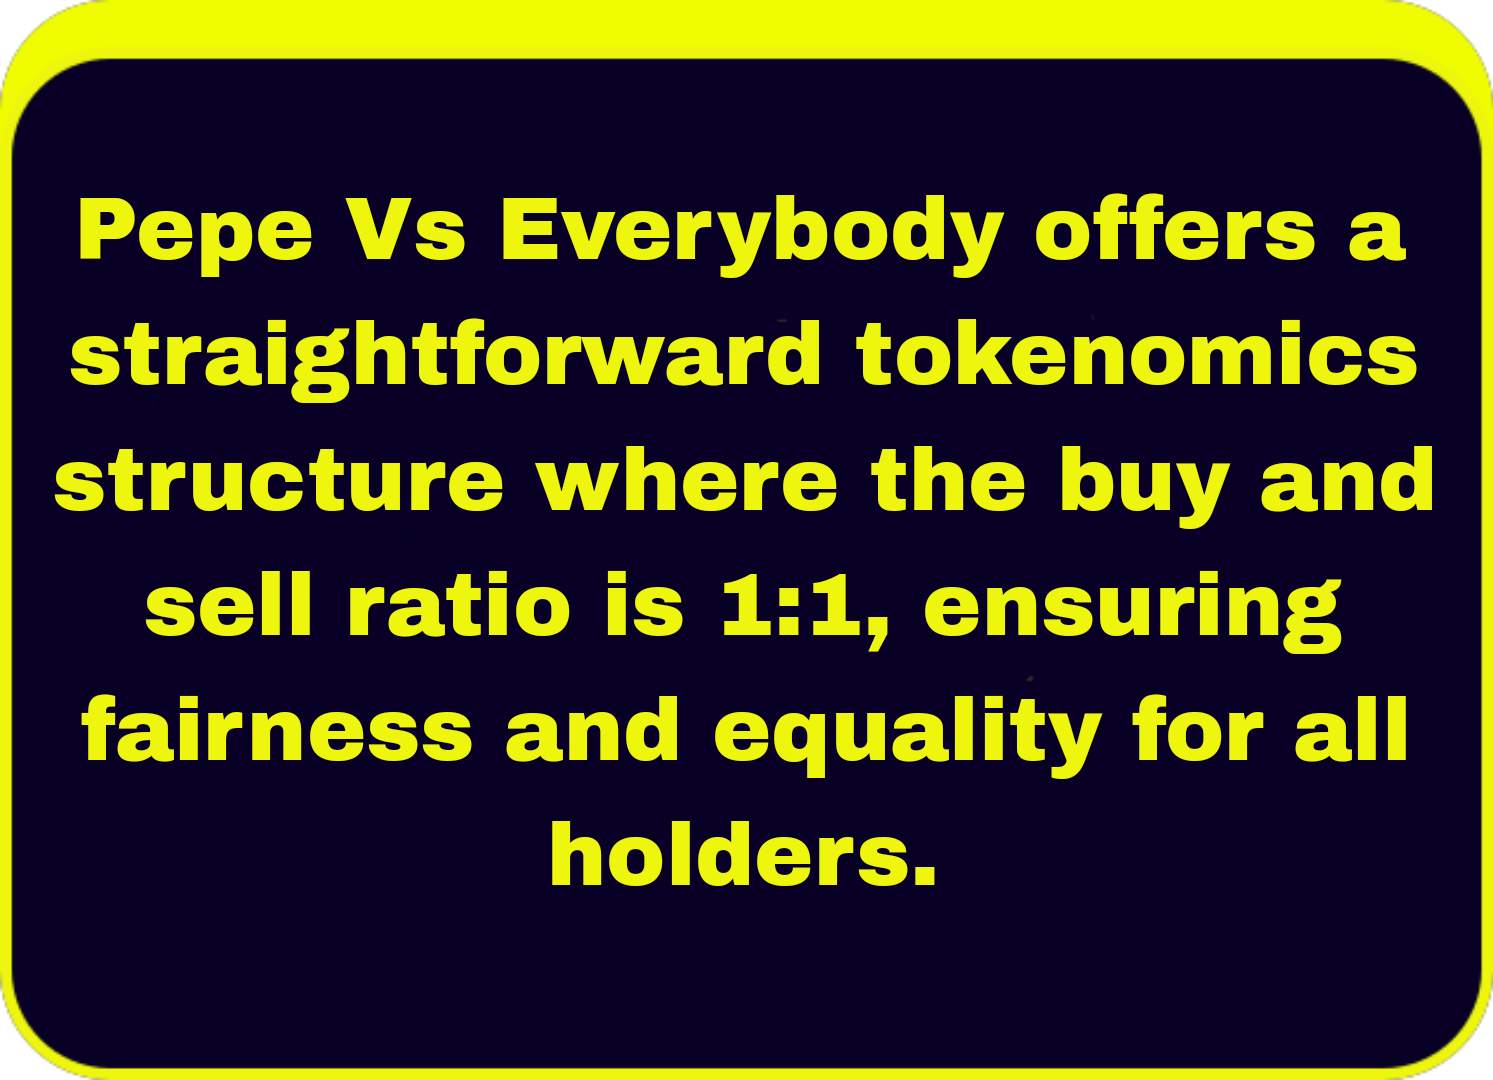 Pepe Vs Everybody offers a
straightforward tokenomics
structure where the buy and
sell ratio is 1:1, ensuring
fairness and equality for all
holders.